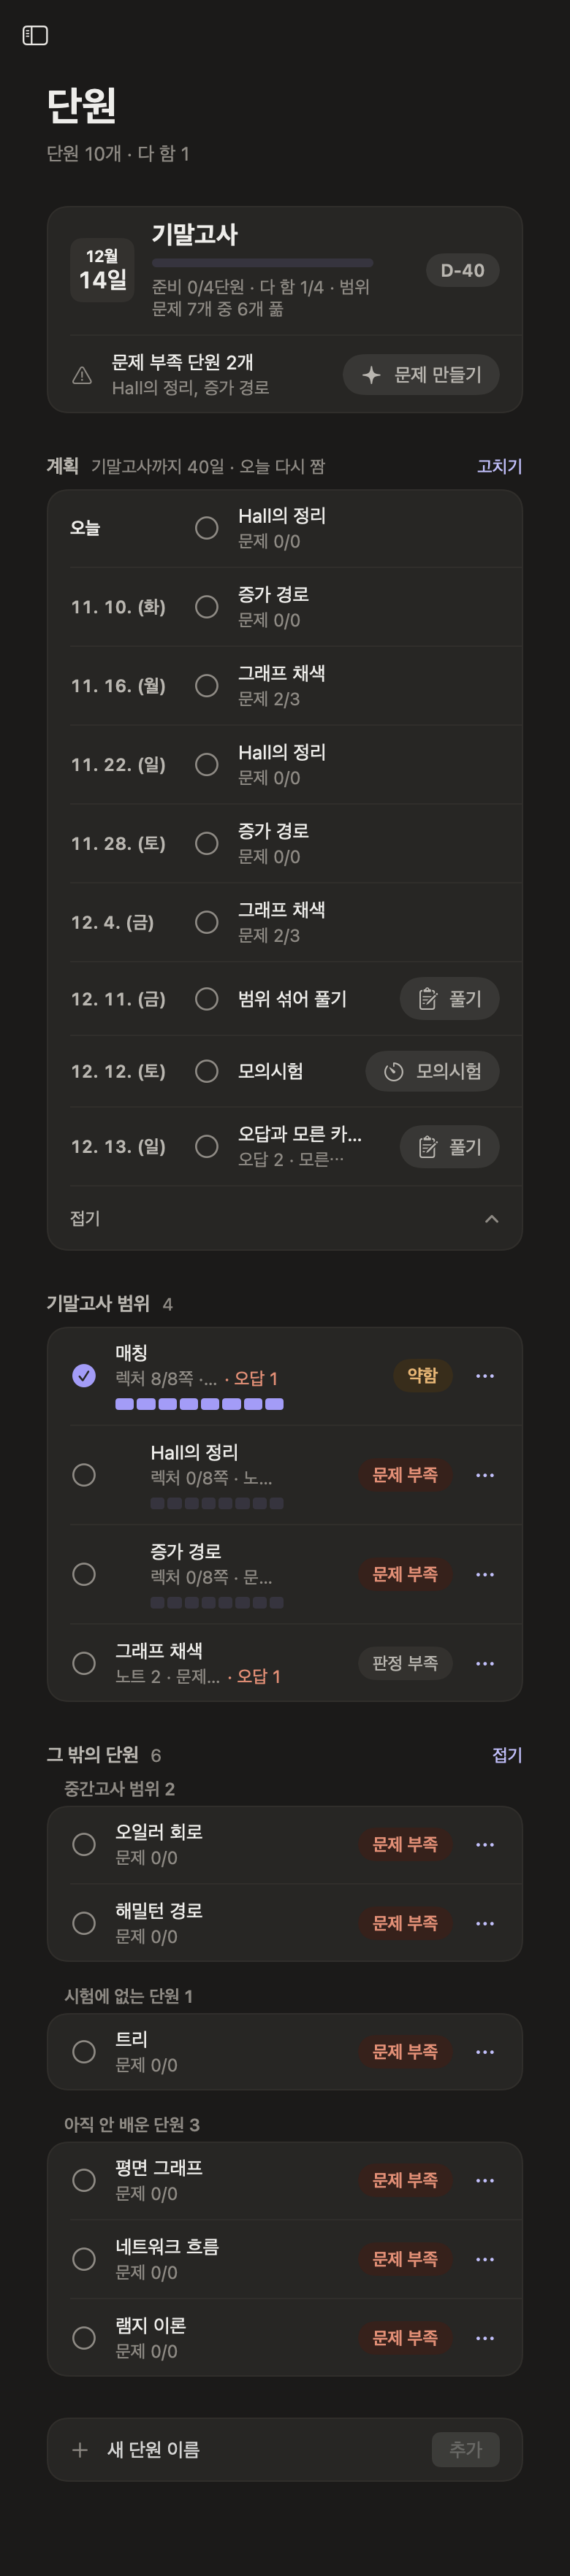 단원
단원 10개 · 다 함 1
12월
14일
기말고사
준비 0/4단원 · 다 함 1/4 · 범위
문제 7개 중 6개 풂
D-40
문제 부족 단원 2개
Hall의 정리, 증가 경로
문제 만들기
계획 기말고사까지 40일 · 오늘 다시 짬
고치기
오늘
Hall의 정리
문제 0/0
11. 10. (화)
증가 경로
문제 0/0
11. 16. (월)
그래프 채색
문제 2/3
11. 22. (일)
Hall의 정리
문제 0/0
11. 28. (토)
증가 경로
문제 0/0
12. 4. (금)
그래프 채색
문제 2/3
12. 11. (금)
범위 섞어 풀기
풀기
12. 12. (토)
모의시험
모의시험
12. 13. (일)
오답과 모른 카...
오답 2 · 모른...
풀기
접기
기말고사 범위 4
매칭
렉처 8/8쪽 ·... · 오답 1
약함
Hall의 정리
렉처 0/8쪽 · 노...
문제 부족
증가 경로
렉처 0/8쪽 · 문...
문제 부족
그래프 채색
노트 2 · 문제... · 오답 1
판정 부족
그 밖의 단원 6
접기
중간고사 범위 2
오일러 회로
문제 0/0
문제 부족
해밀턴 경로
문제 0/0
문제 부족
시험에 없는 단원 1
트리
문제 0/0
문제 부족
아직 안 배운 단원 3
평면 그래프
문제 0/0
문제 부족
네트워크 흐름
문제 0/0
문제 부족
램지 이론
문제 0/0
문제 부족
새 단원 이름
추가